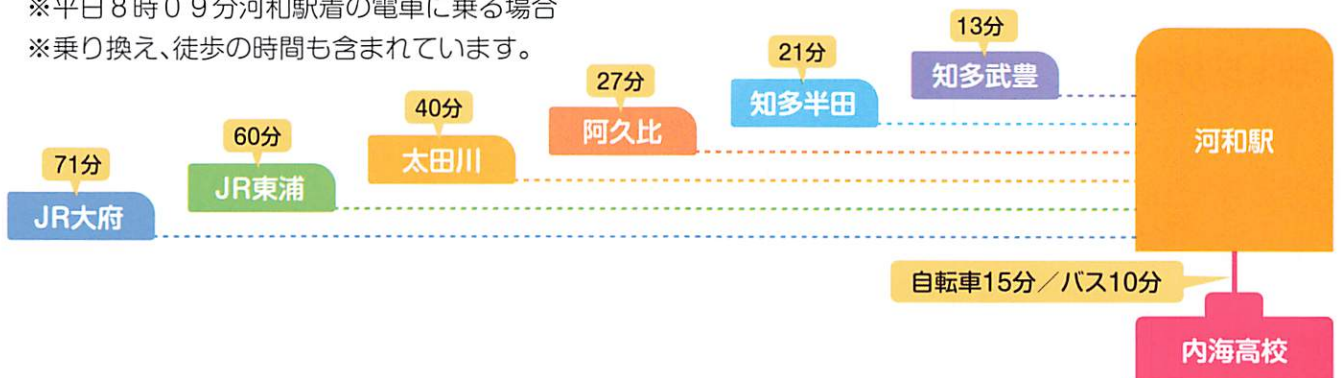 ※平日８時０９分河和駅着の電車に乗る場合
※乗り換え、徒歩の時間も含まれています。
13分
知多武豊
21分
知多半田
27分
阿久比
40分
太田川
60分
JR東浦
71分
JR大府
河和駅
自転車15分／バス10分
内海高校